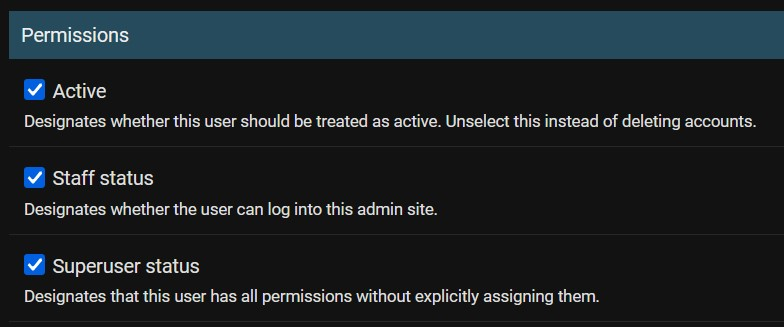 Permissions
Active
Designates whether this user should be treated as active. Unselect this instead of deleting accounts.
Staff status
Designates whether the user can log into this admin site.
Superuser status
Designates that this user has all permissions without explicitly assigning them.